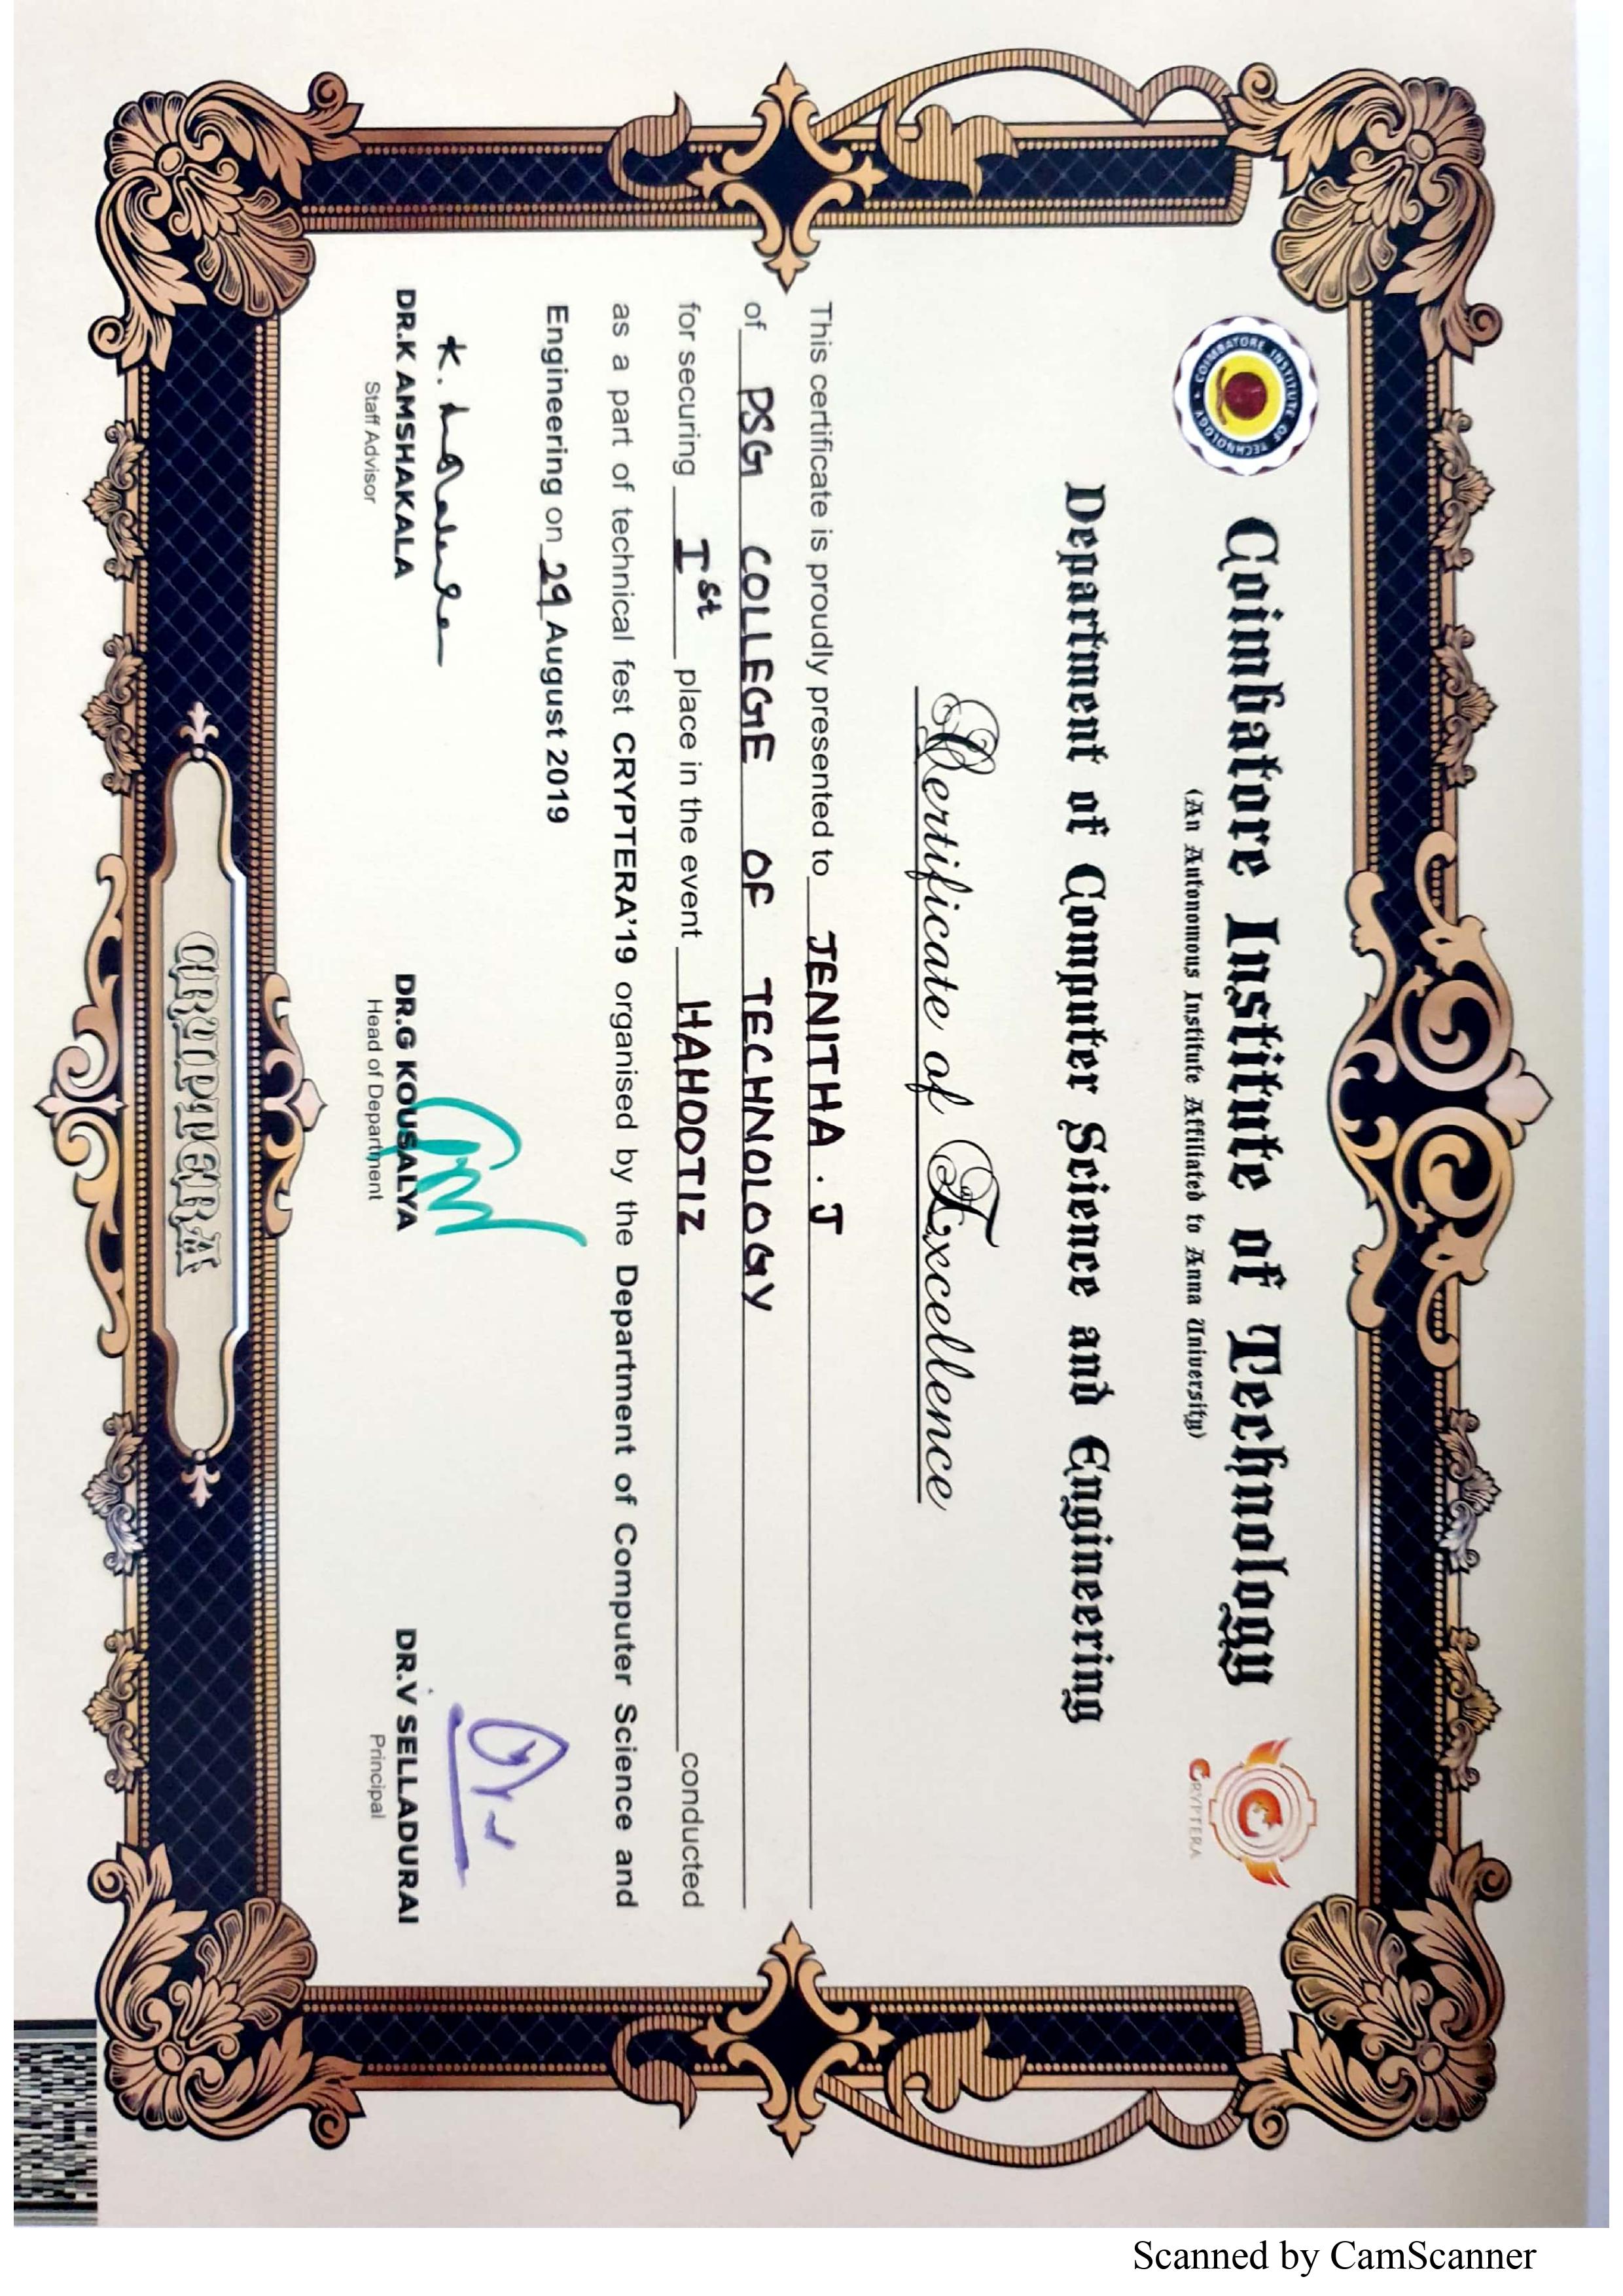 COIMBATORE INSTITUTE OF TECHNOLOGY
Coimbatore Institute of Technology
CRYPTERA
(An Autonomous Institute Affiliated to Anna University)
Department of Computer Science and Engineering
Certificate of Excellence
This certificate is proudly presented to JENITHA . J
of PSG COLLEGE OF TECHNOLOGY
for securing Ist place in the event HAHOOTIZ conducted
as a part of technical fest CRYPTERA'19 organised by the Department of Computer Science and
Engineering on 29 August 2019
K. 
DR.K AMSHAKALA
Staff Advisor
DR.G KOUSALYA
Head of Department
DR.V SELLADURAI
Principal
CRYPTERA
Scanned by CamScanner